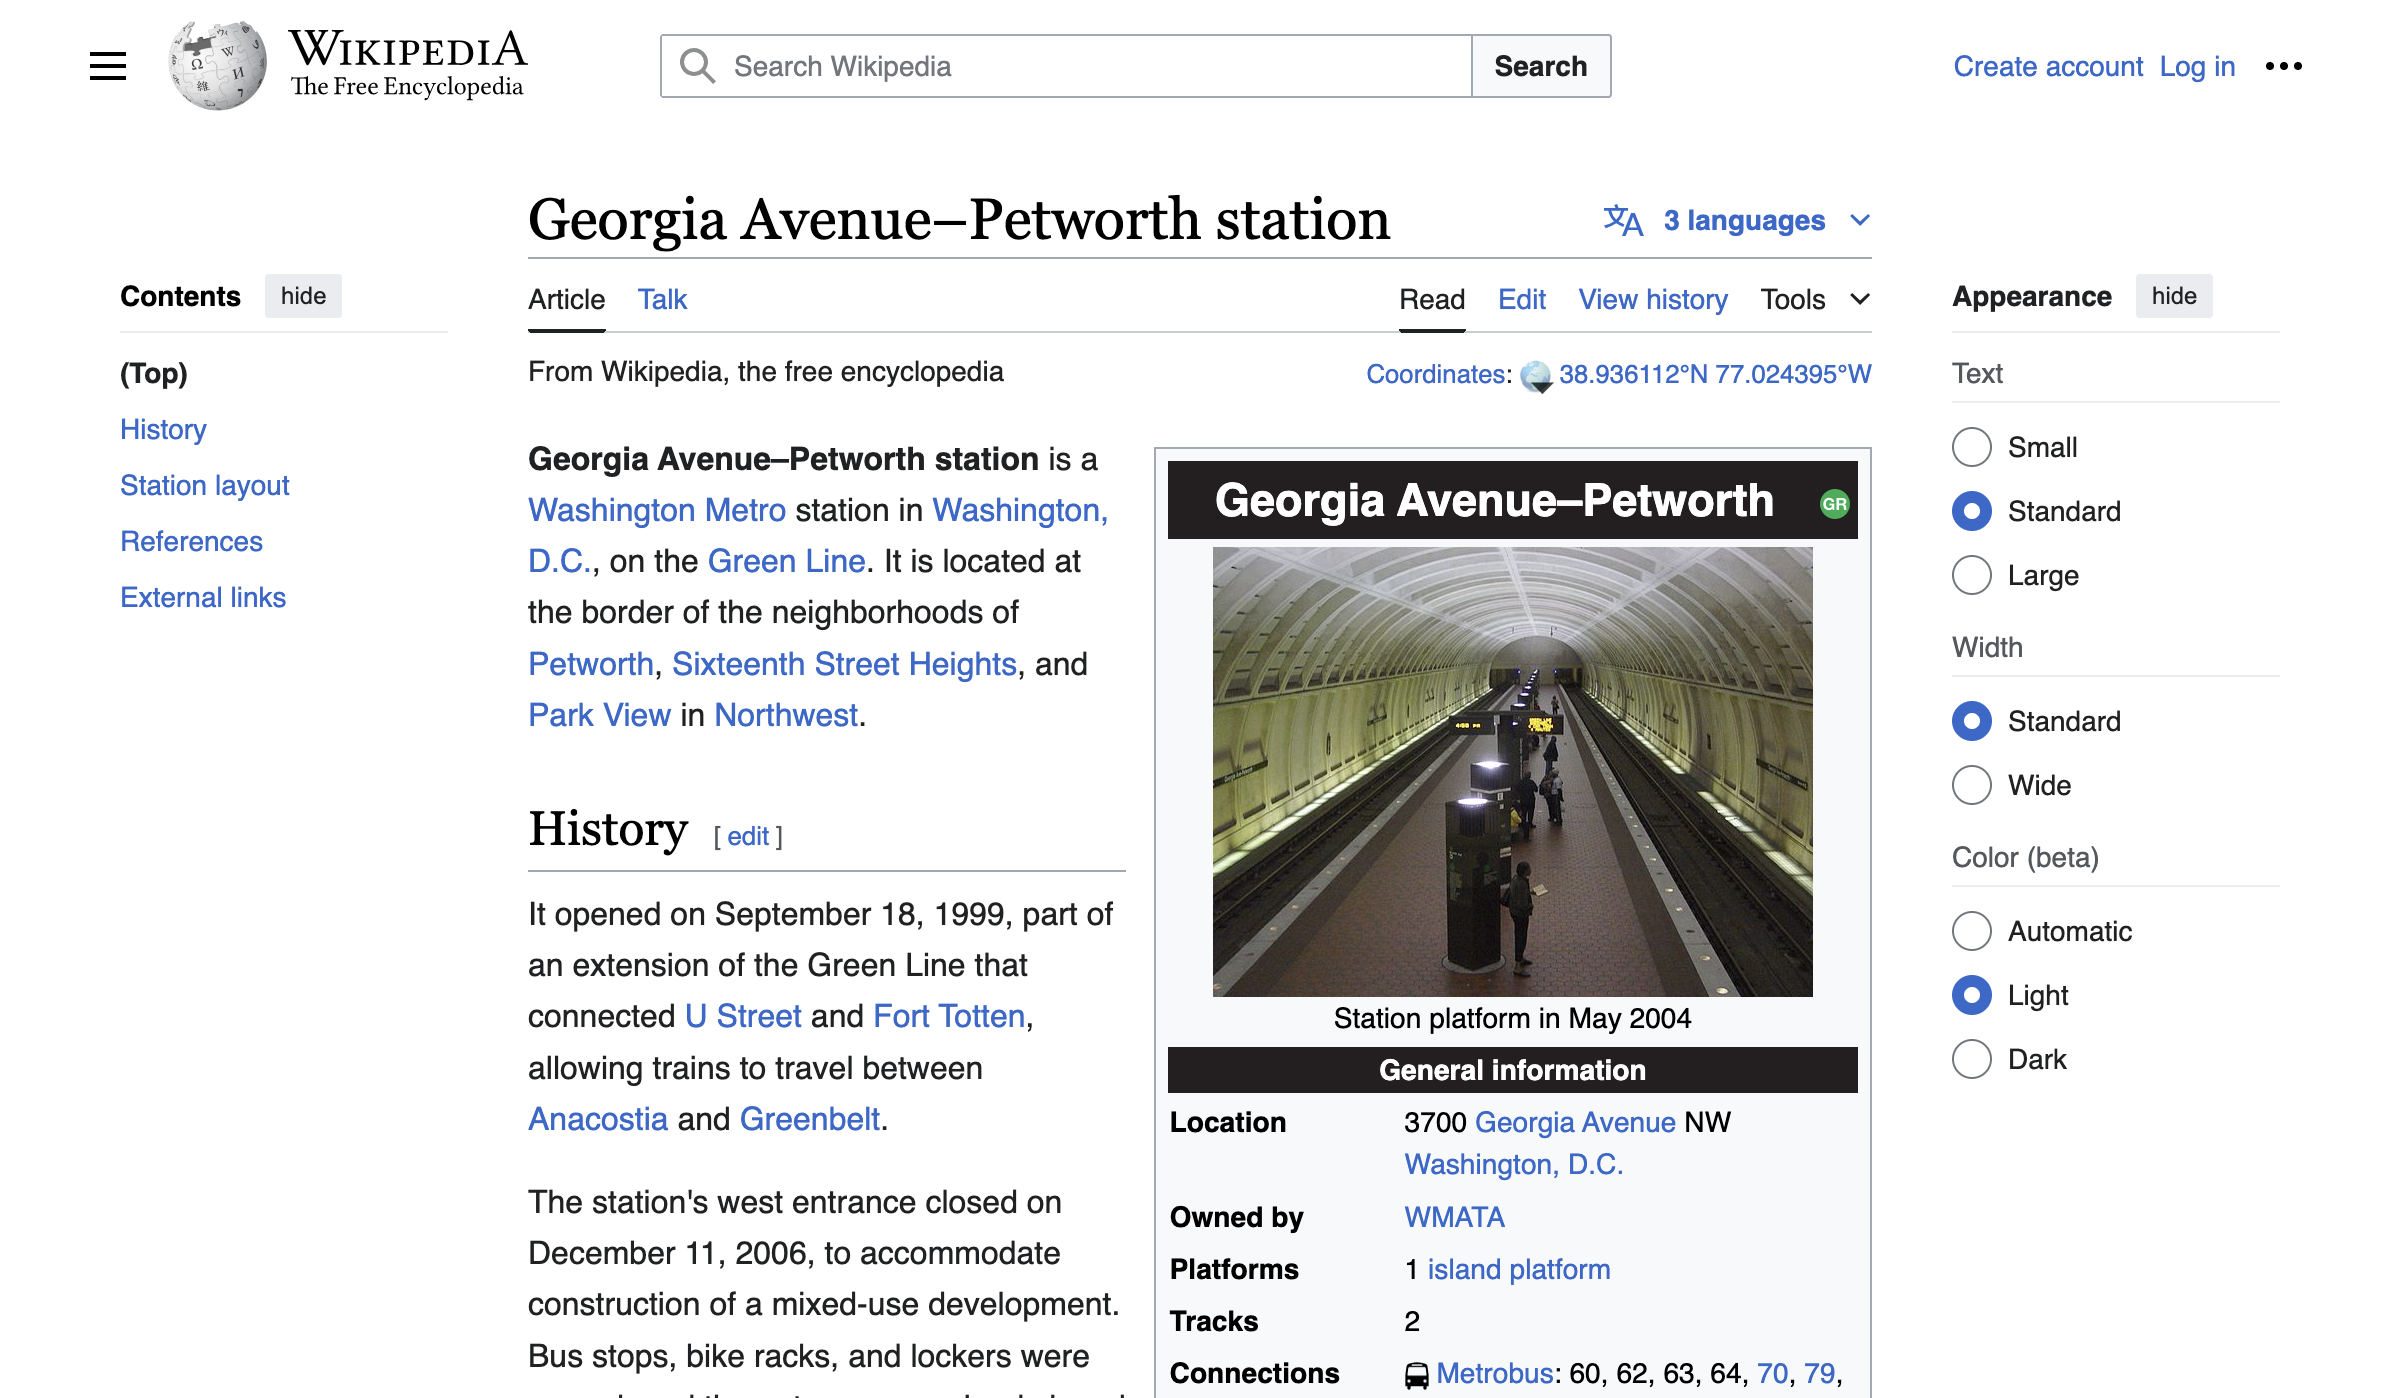 WIKIPEDIA
The Free Encyclopedia
Search Wikipedia
Search
Create account
Log in
Georgia Avenue–Petworth station
3 languages
Contents
hide
(Top)
History
Station layout
References
External links
Article
Talk
Read
Edit
View history
Tools
From Wikipedia, the free encyclopedia
Coordinates: 38.936112°N 77.024395°W
Georgia Avenue–Petworth station is a
Washington Metro station in Washington,
D.C., on the Green Line. It is located at
the border of the neighborhoods of
Petworth, Sixteenth Street Heights, and
Park View in Northwest.
History [ edit ]
It opened on September 18, 1999, part of
an extension of the Green Line that
connected U Street and Fort Totten,
allowing trains to travel between
Anacostia and Greenbelt.
The station's west entrance closed on
December 11, 2006, to accommodate
construction of a mixed-use development.
Bus stops, bike racks, and lockers were
Georgia Avenue–Petworth GR
Station platform in May 2004
General information
Location 3700 Georgia Avenue NW
Washington, D.C.
Owned by WMATA
Platforms 1 island platform
Tracks 2
Connections Metrobus: 60, 62, 63, 64, 70, 79,
Appearance
hide
Text
Small
Standard
Large
Width
Standard
Wide
Color (beta)
Automatic
Light
Dark